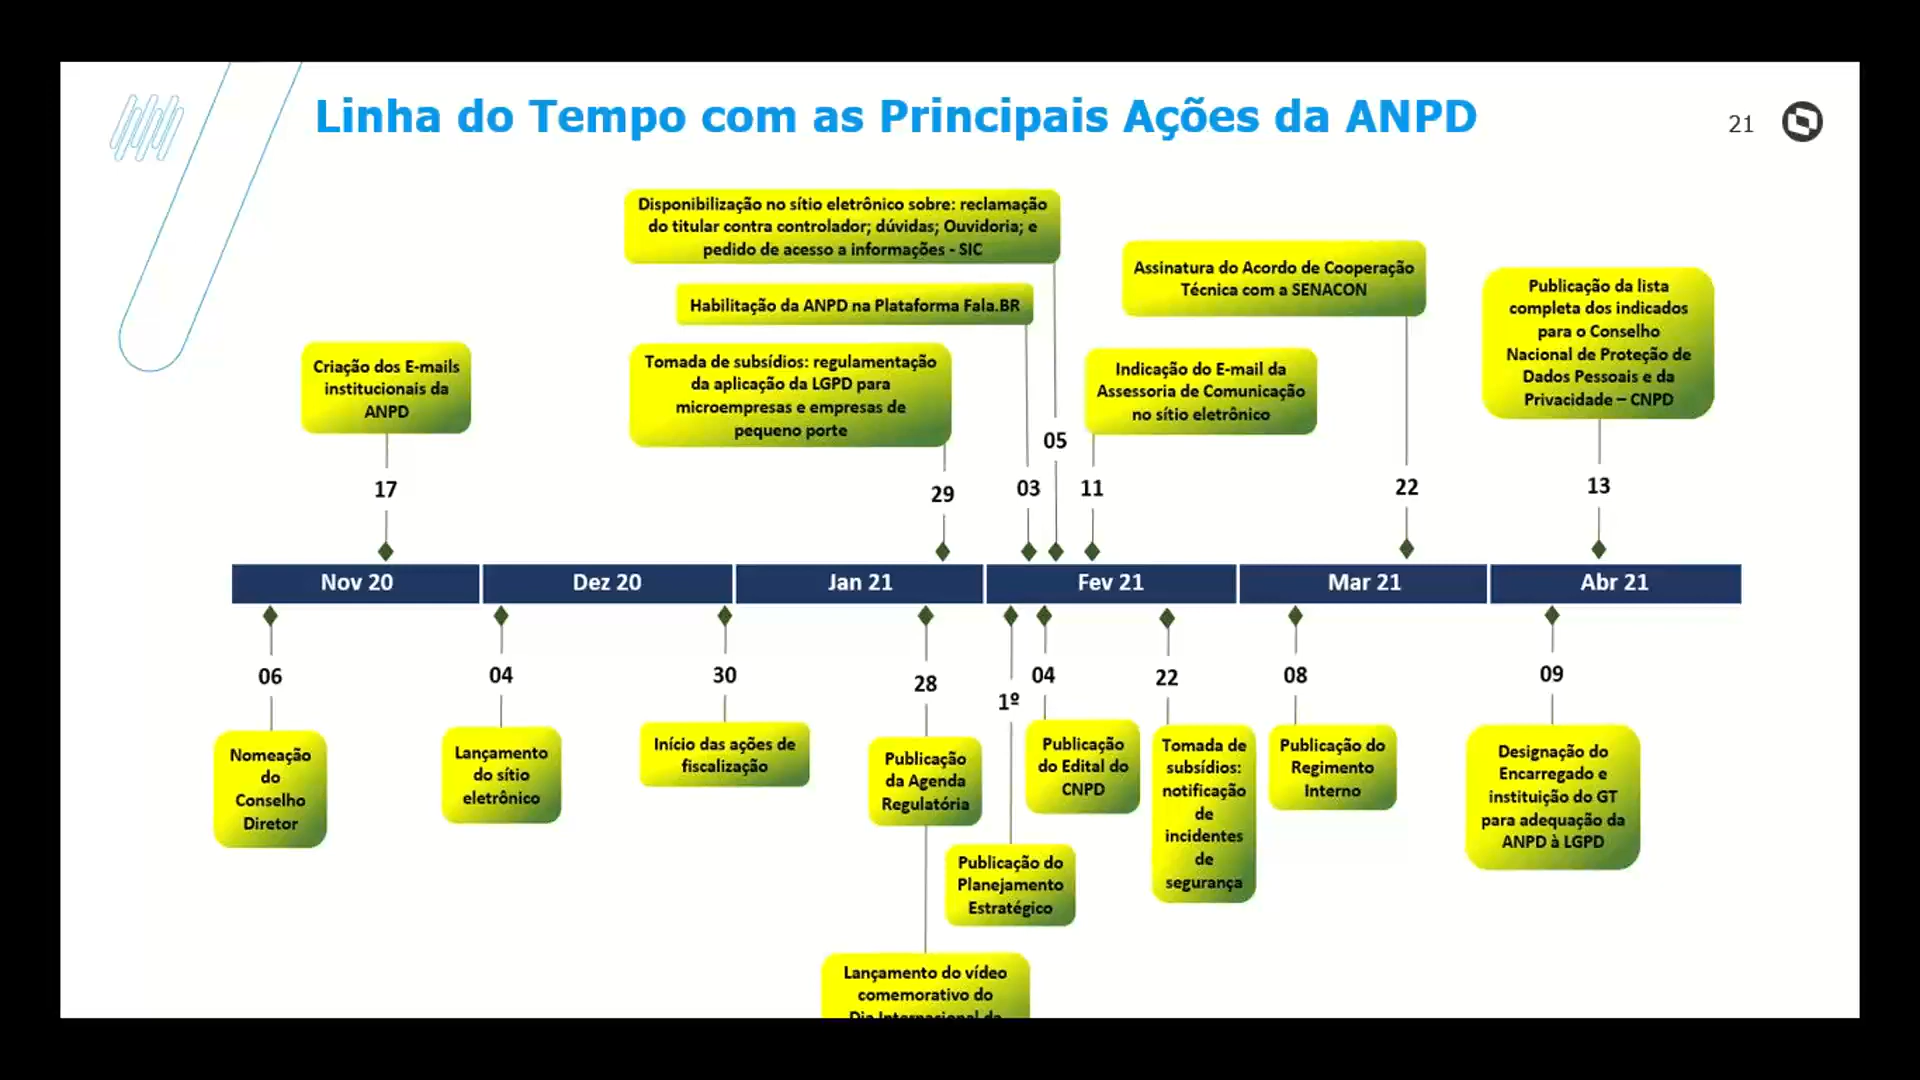 Linha do Tempo com as Principais Ações da ANPD
21
Disponibilização no sítio eletrônico sobre: reclamação
do titular contra controlador; dúvidas; Ouvidoria; e
pedido de acesso a informações - SIC
Assinatura do Acordo de Cooperação
Técnica com a SENACON
Publicação da lista
completa dos indicados
para o Conselho
Nacional de Proteção de
Dados Pessoais e da
Privacidade – CNPD
Habilitação da ANPD na Plataforma Fala.BR
Criação dos E-mails
institucionais da
ANPD
Tomada de subsídios: regulamentação
da aplicação da LGPD para
microempresas e empresas de
pequeno porte
Indicação do E-mail da
Assessoria de Comunicação
no sítio eletrônico
05
17
29
03
11
22
13
Nov 20
Dez 20
Jan 21
Fev 21
Mar 21
Abr 21
06
04
30
28
1º
04
22
08
09
Nomeação
do
Conselho
Diretor
Lançamento
do sítio
eletrônico
Início das ações de
fiscalização
Publicação
da Agenda
Regulatória
Publicação do
Planejamento
Estratégico
Publicação
do Edital do
CNPD
Tomada de
subsídios:
notificação
de
incidentes
de
segurança
Publicação do
Regimento
Interno
Designação do
Encarregado e
instituição do GT
para adequação da
ANPD à LGPD
Lançamento do vídeo
comemorativo do
Dia Internacional da